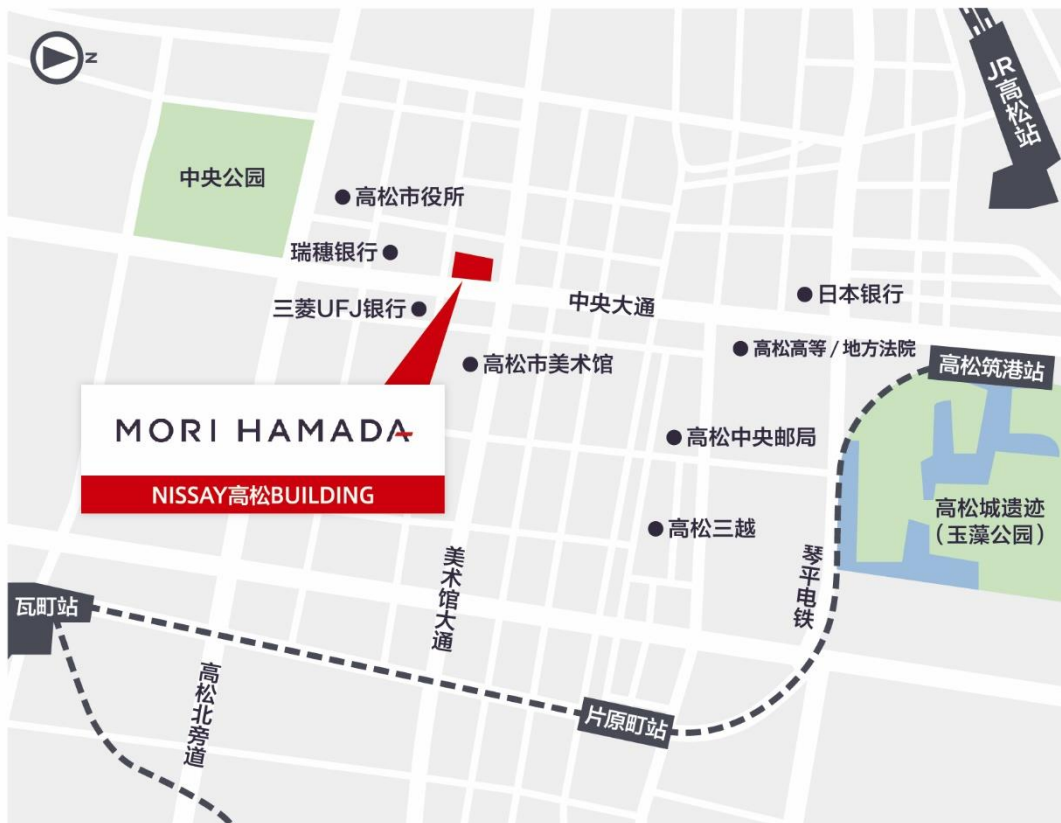 N
JR高松站
中央公园
高松市役所
瑞穗银行
三菱UFJ银行
中央大通
日本银行
高松高等/地方法院
高松筑港站
高松市美术馆
MORI HAMADA
NISSAY高松BUILDING
高松中央邮局
高松三越
高松城遗迹
（玉藻公园）
琴平电铁
美术馆大通
瓦町站
高松北旁道
片原町站